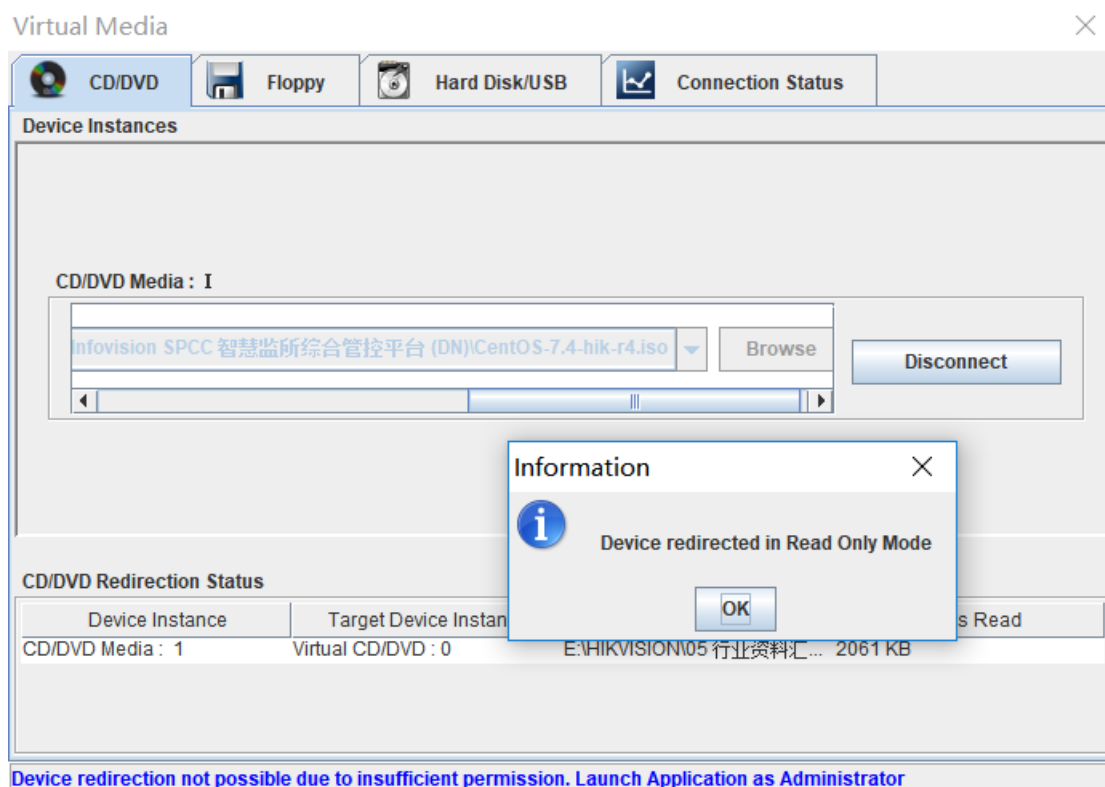 Virtual Media
CD/DVD
Floppy
Hard Disk/USB
Connection Status
Device Instances
CD/DVD Media : I
Infovision SPCC 智慧监所综合管控平台 (DN)\CentOS-7.4-hik-r4.iso
Browse
Disconnect
Information
Device redirected in Read Only Mode
OK
CD/DVD Redirection Status
Device Instance Target Device Instan s Read
CD/DVD Media : 1 Virtual CD/DVD : 0 E:\HIKVISION\05 行业资料汇... 2061 KB
Device redirection not possible due to insufficient permission. Launch Application as Administrator